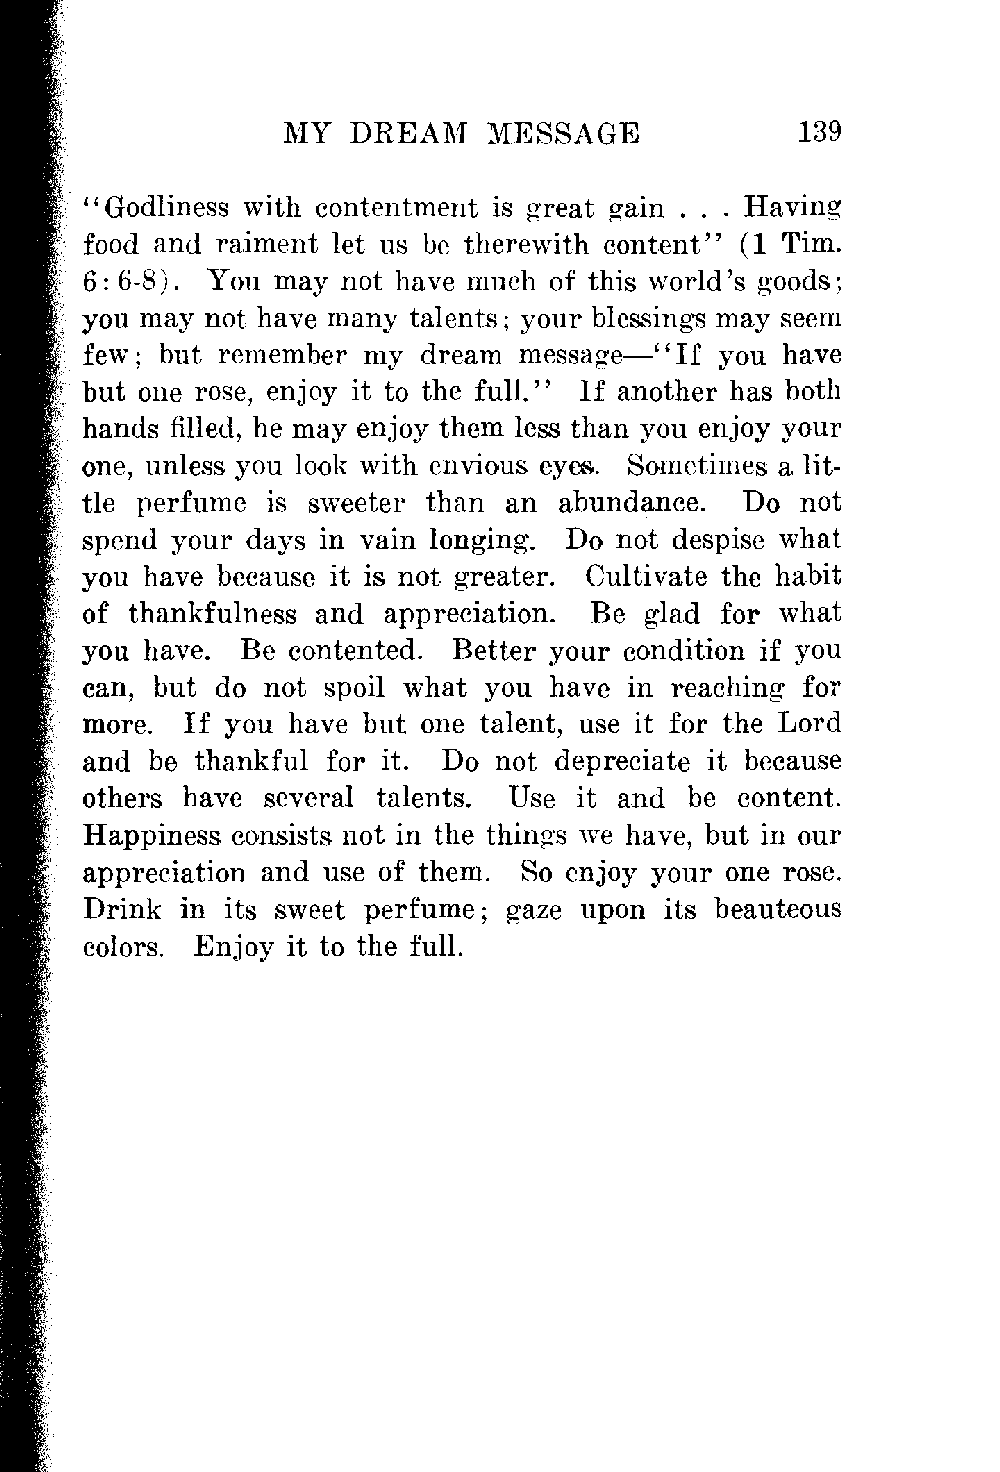 MY DREAM MESSAGE 139
"Godliness with contentment is great gain . . . Having
food and raiment let us be therewith content" (1 Tim.
6:6-8). You may not have much of this world's goods;
you may not have many talents; your blessings may seem
few; but remember my dream message—"If you have
but one rose, enjoy it to the full." If another has both
hands filled, he may enjoy them less than you enjoy your
one, unless you look with envious eyes. Sometimes a lit-
tle perfume is sweeter than an abundance. Do not
spend your days in vain longing. Do not despise what
you have because it is not greater. Cultivate the habit
of thankfulness and appreciation. Be glad for what
you have. Be contented. Better your condition if you
can, but do not spoil what you have in reaching for
more. If you have but one talent, use it for the Lord
and be thankful for it. Do not depreciate it because
others have several talents. Use it and be content.
Happiness consists not in the things we have, but in our
appreciation and use of them. So enjoy your one rose.
Drink in its sweet perfume; gaze upon its beauteous
colors. Enjoy it to the full.